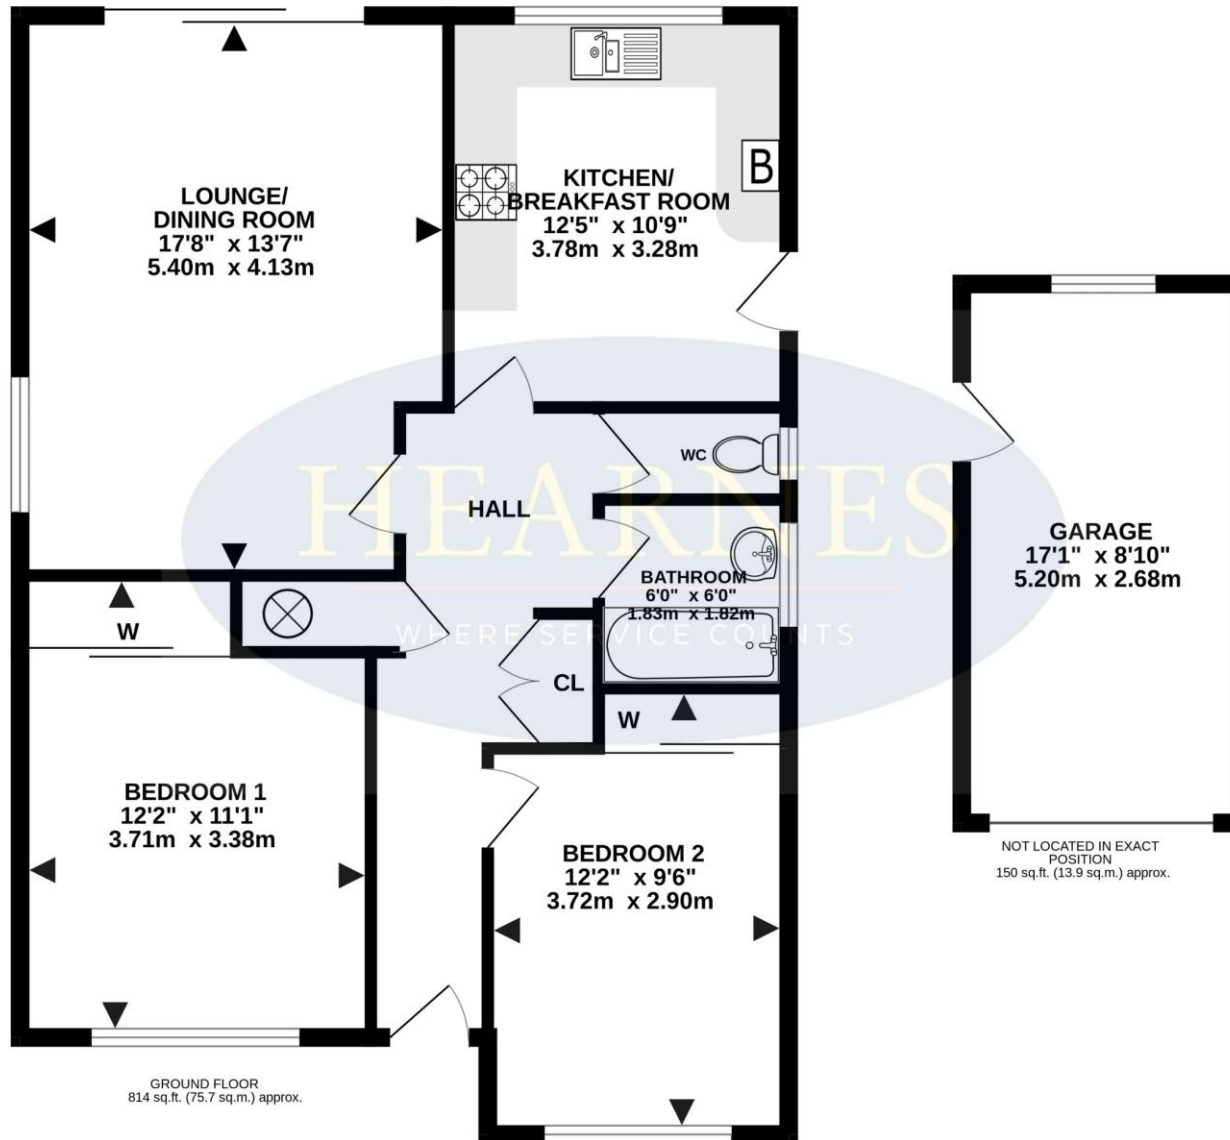 LOUNGE/
DINING ROOM
17'8" x 13'7"
5.40m x 4.13m
KITCHEN/
BREAKFAST ROOM
12'5" x 10'9"
3.78m x 3.28m
B
WC
HALL
HEARNES
WHERE SERVICE COUNTS
BATHROOM
6'0" x 6'0"
1.83m x 1.82m
GARAGE
17'1" x 8'10"
5.20m x 2.68m
W
CL
W
BEDROOM 1
12'2" x 11'1"
3.71m x 3.38m
BEDROOM 2
12'2" x 9'6"
3.72m x 2.90m
NOT LOCATED IN EXACT
POSITION
150 sq.ft. (13.9 sq.m.) approx.
GROUND FLOOR
814 sq.ft. (75.7 sq.m.) approx.